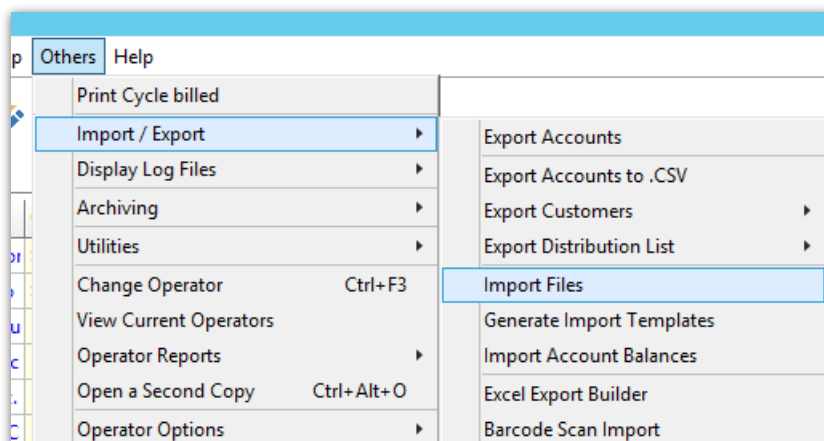 Others Help
Print Cycle billed
Import / Export
Display Log Files
Archiving
Utilities
Change Operator Ctrl+F3
View Current Operators
Operator Reports
Open a Second Copy Ctrl+Alt+O
Operator Options
Export Accounts
Export Accounts to .CSV
Export Customers
Export Distribution List
Import Files
Generate Import Templates
Import Account Balances
Excel Export Builder
Barcode Scan Import